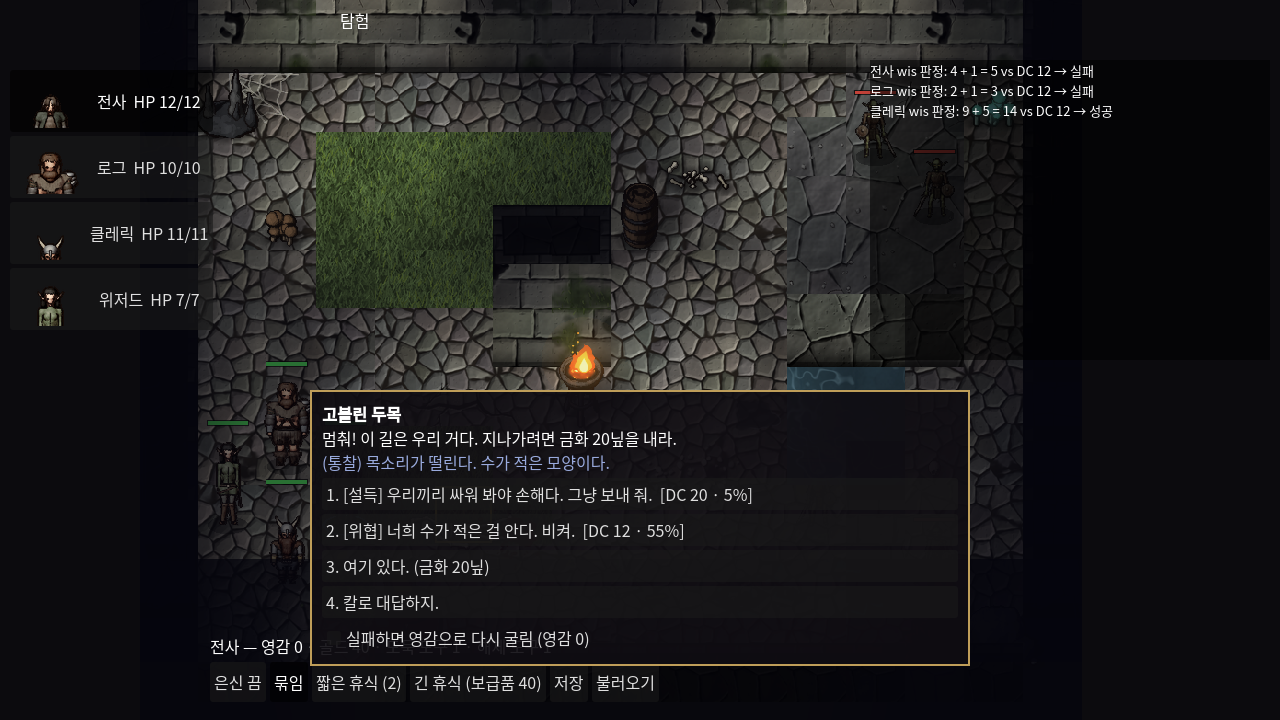 탐험
전사 wis 판정: 4 + 1 = 5 vs DC 12 → 실패
로그 wis 판정: 2 + 1 = 3 vs DC 12 → 실패
클레릭 wis 판정: 9 + 5 = 14 vs DC 12 → 성공
전사 HP 12/12
로그 HP 10/10
클레릭 HP 11/11
위저드 HP 7/7
고블린 두목
멈춰! 이 길은 우리 거다. 지나가려면 금화 20닢을 내라.
(통찰) 목소리가 떨린다. 수가 적은 모양이다.
1. [설득] 우리끼리 싸워 봐야 손해다. 그냥 보내 줘. [DC 20 · 5%]
2. [위협] 너희 수가 적은 걸 안다. 비켜. [DC 12 · 55%]
3. 여기 있다. (금화 20닢)
4. 칼로 대답하지.
실패하면 영감으로 다시 굴림 (영감 0)
전사 — 영감 0
은신 끔 묶임 짧은 휴식 (2) 긴 휴식 (보급품 40) 저장 불러오기